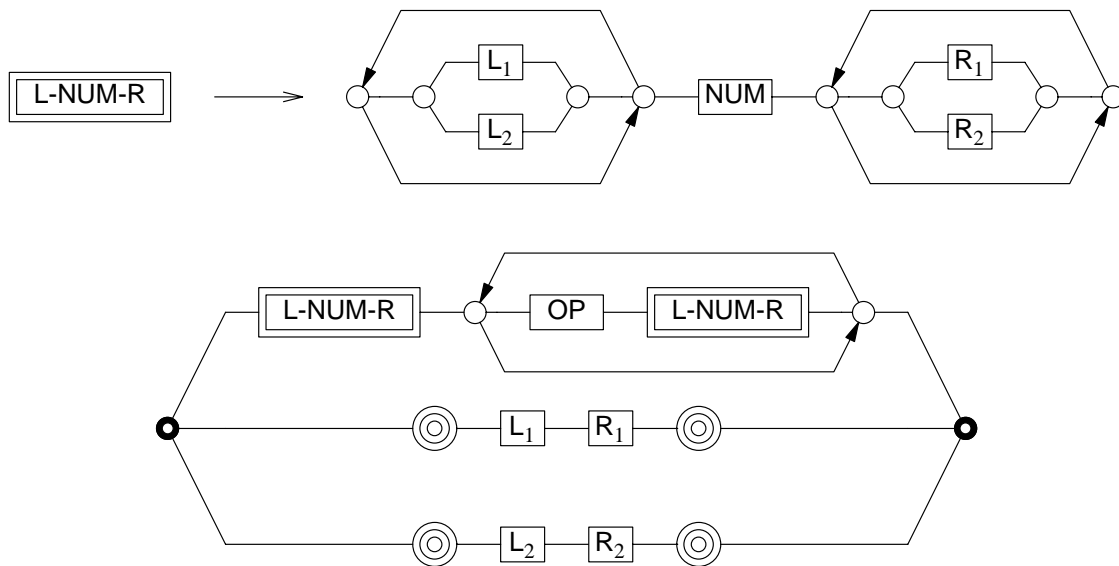 L₁
R₁
L-NUM-R NUM
L₂
R₂
L-NUM-R OP L-NUM-R
L₁ R₁
L₂ R₂